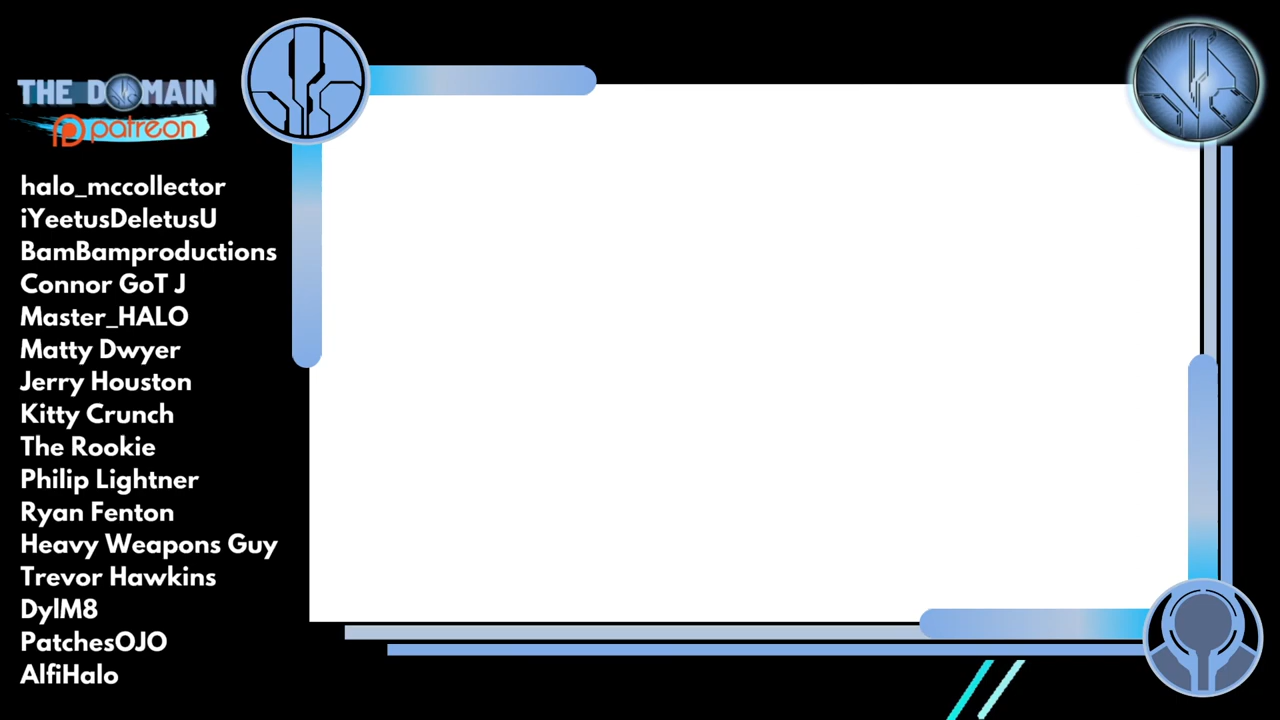 THE DOMAIN
patreon
halo_mccollector
iYeetusDeletusU
BamBamproductions
Connor GoT J
Master_HALO
Matty Dwyer
Jerry Houston
Kitty Crunch
The Rookie
Philip Lightner
Ryan Fenton
Heavy Weapons Guy
Trevor Hawkins
DylM8
PatchesOJO
AlfiHalo